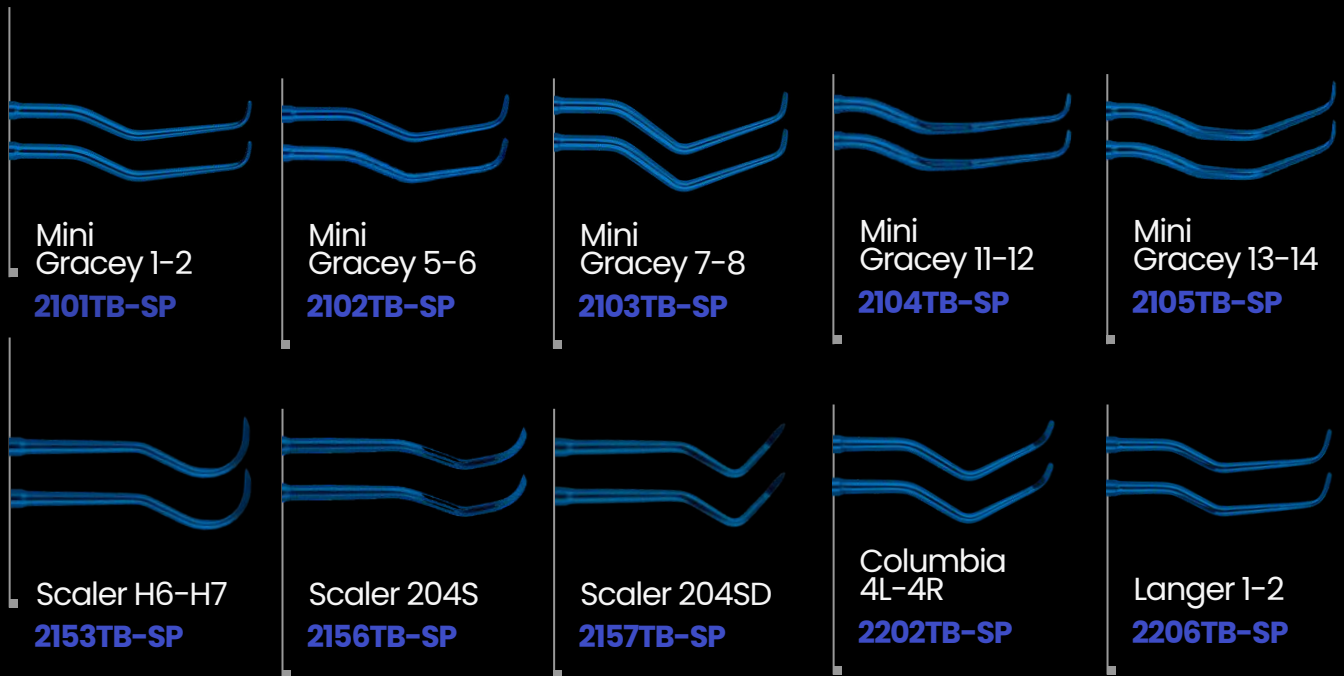 Mini
Gracey 1-2
2101TB-SP
Mini
Gracey 5-6
2102TB-SP
Mini
Gracey 7-8
2103TB-SP
Mini
Gracey 11-12
2104TB-SP
Mini
Gracey 13-14
2105TB-SP
Scaler H6-H7
2153TB-SP
Scaler 204S
2156TB-SP
Scaler 204SD
2157TB-SP
Columbia
4L-4R
2202TB-SP
Langer 1-2
2206TB-SP